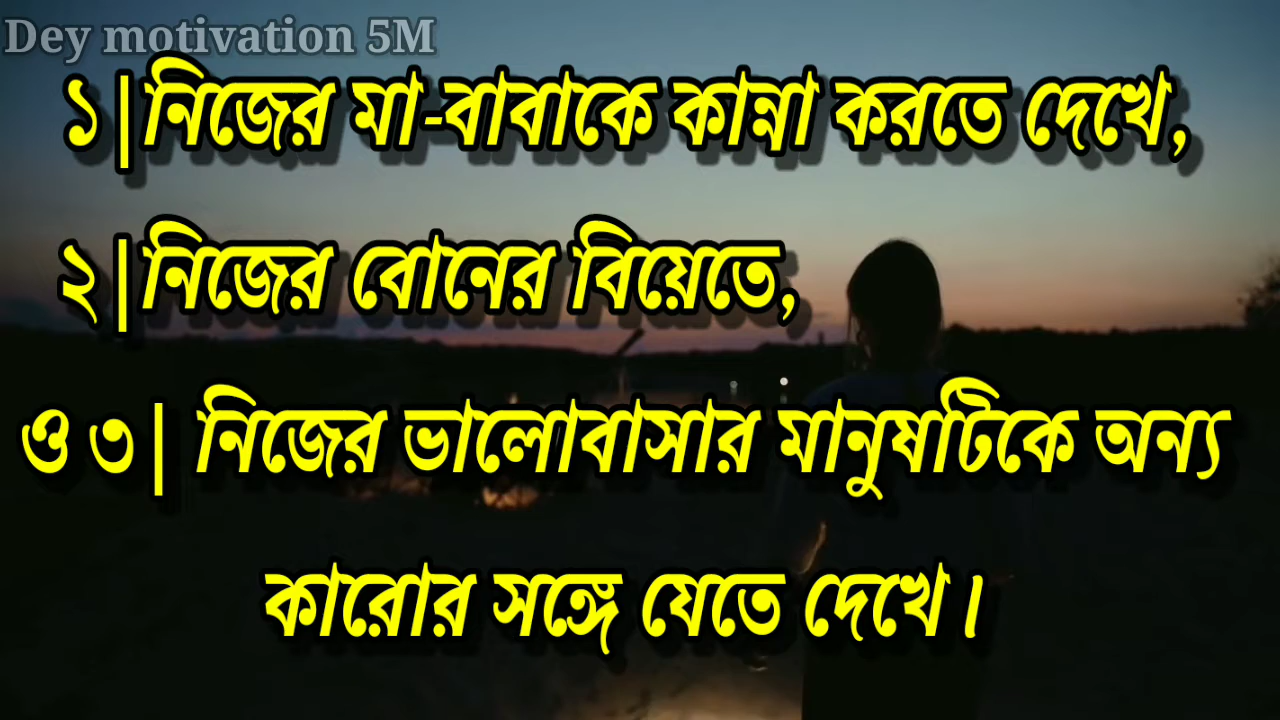 Dey motivation 5M
১|নিজের মা-বাবাকে কান্না করতে দেখে,
২|নিজের বোনের বিয়েতে,
ও ৩| নিজের ভালোবাসার মানুষটিকে অন্য
কারোর সঙ্গে যেতে দেখে।